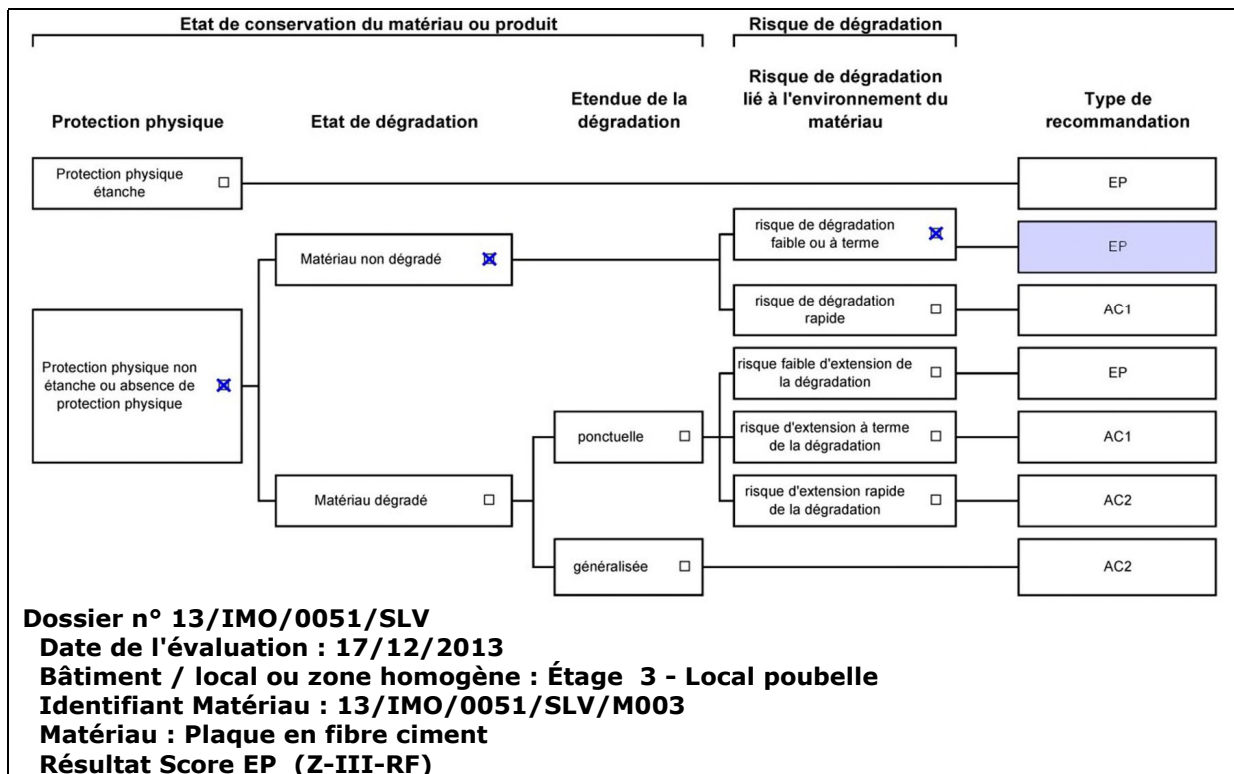 Etat de conservation du matériau ou produit
Risque de dégradation
Protection physique
Etat de dégradation
Etendue de la
dégradation
Risque de dégradation
lié à l'environnement du
matériau
Type de
recommandation
Protection physique
étanche
EP
risque de dégradation
faible ou à terme
EP
Matériau non dégradé
risque de dégradation
rapide
AC1
Protection physique non
étanche ou absence de
protection physique
risque faible d'extension de
la dégradation
EP
ponctuelle
risque d'extension à terme
de la dégradation
AC1
Matériau dégradé
risque d'extension rapide
de la dégradation
AC2
généralisée
AC2
Dossier n° 13/IMO/0051/SLV
Date de l'évaluation : 17/12/2013
Bâtiment / local ou zone homogène : Étage 3 - Local poubelle
Identifiant Matériau : 13/IMO/0051/SLV/M003
Matériau : Plaque en fibre ciment
Résultat Score EP (Z-III-RF)